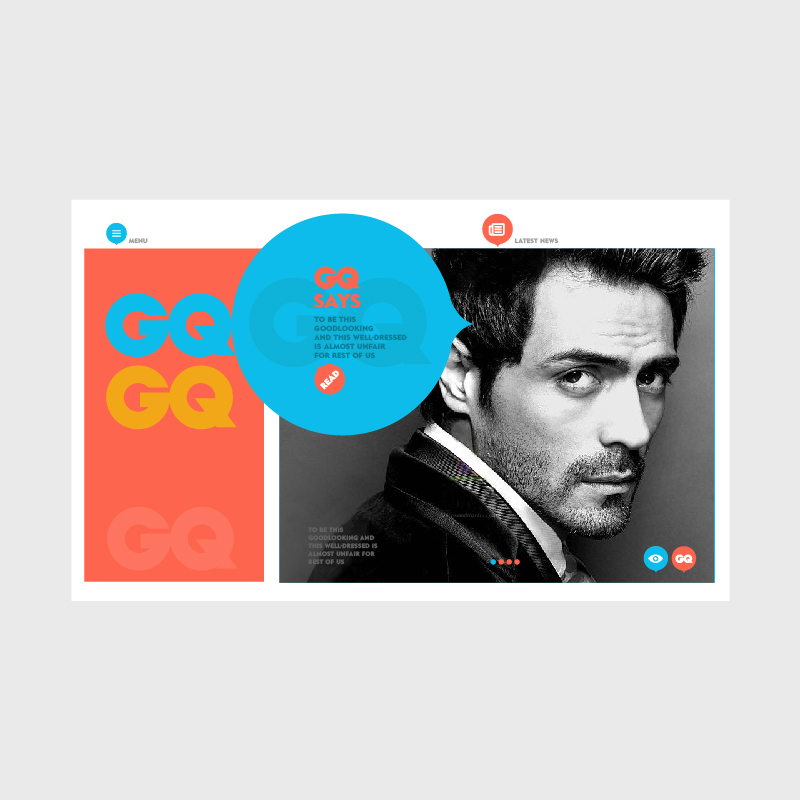 MENU
LATEST NEWS
GQ
GQ
GQ
GQ
GQ
SAYS
TO BE THIS
GOODLOOKING
AND THIS WELL-DRESSED
IS ALMOST UNFAIR
FOR REST OF US
READ
TO BE THIS
GOODLOOKING AND
THIS WELL-DRESSED IS
ALMOST UNFAIR FOR
REST OF US
GQ